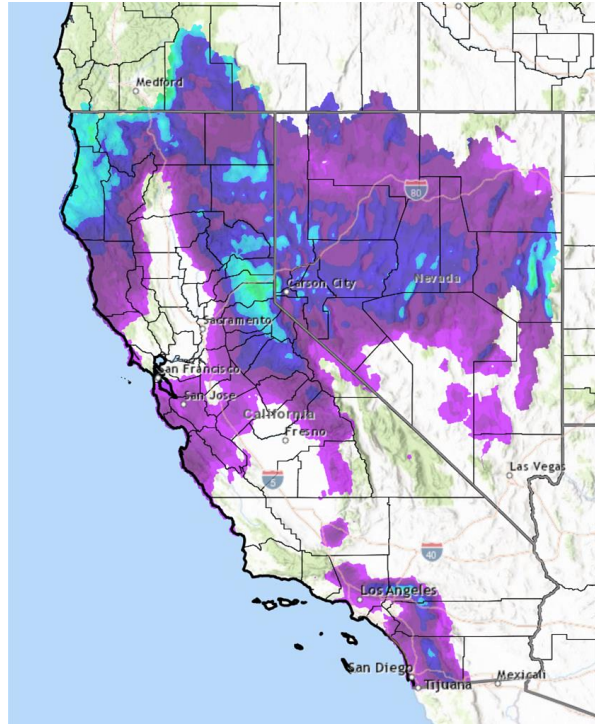 Medford
80
Carson City
Nevada
Sacramento
San Francisco
San Jose
California
Fresno
5
Las Vegas
40
Los Angeles
San Diego
Mexicali
Tijuana